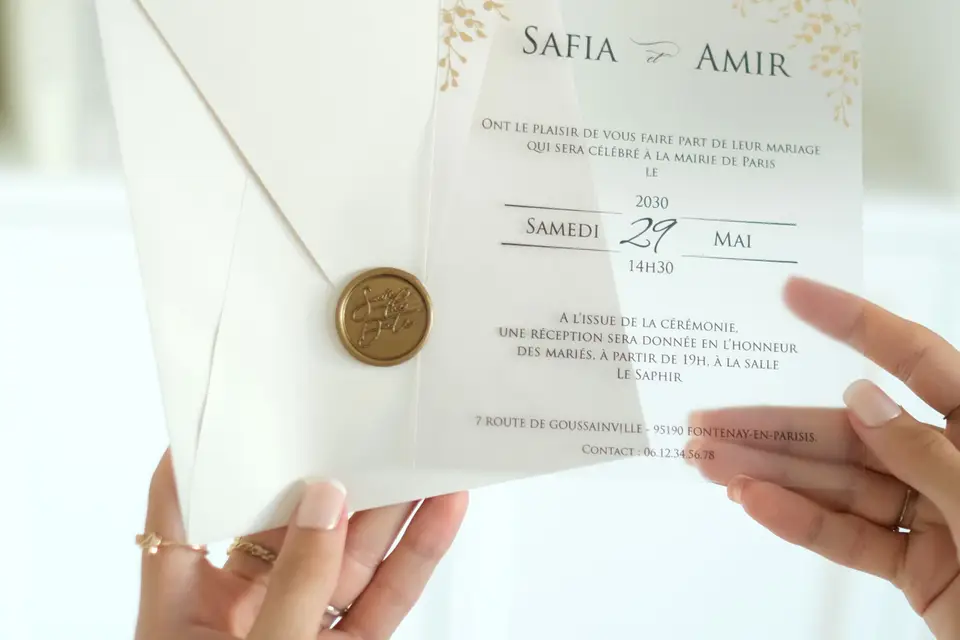 Safia et Amir
Ont le plaisir de vous faire part de leur mariage
qui sera célébré à la mairie de Paris
le
2030
Samedi 29 Mai
14h30
A l'issue de la cérémonie,
une réception sera donnée en l'honneur
des mariés, à partir de 19h, à la salle
Le Saphir
7 route de Goussainville - 95190 Fontenay-en-Parisis.
Contact : 06.12.34.56.78
Save
the
Date